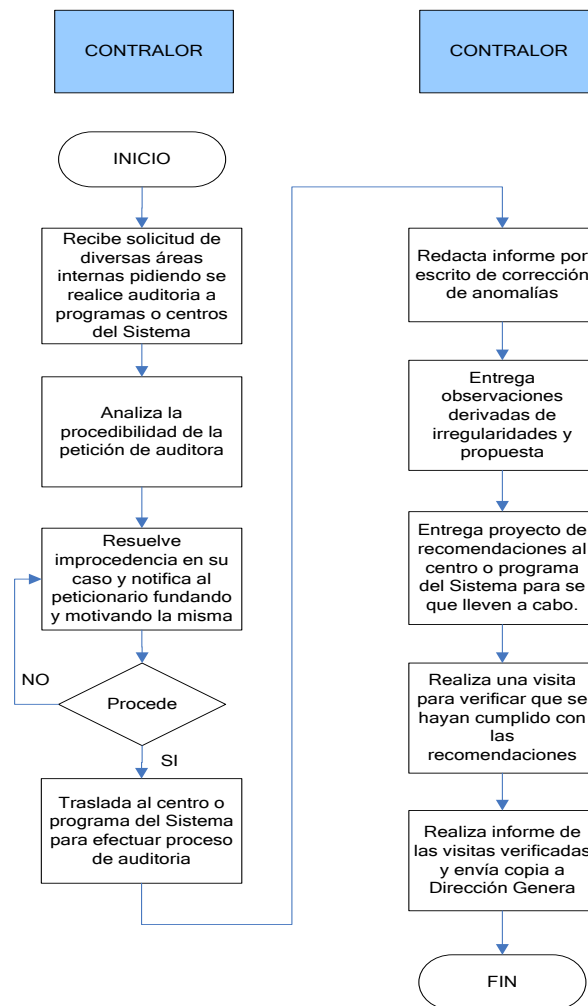 CONTRALOR
INICIO
Recibe solicitud de
diversas áreas
internas pidiendo se
realice auditoria a
programas o centros
del Sistema
Analiza la
procedibilidad de la
petición de auditora
Resuelve
improcedencia en su
caso y notifica al
peticionario fundando
y motivando la misma
NO
Procede
SI
Traslada al centro o
programa del Sistema
para efectuar proceso
de auditoria
CONTRALOR
Redacta informe por
escrito de corrección
de anomalías
Entrega
observaciones
derivadas de
irregularidades y
propuesta
Entrega proyecto de
recomendaciones al
centro o programa
del Sistema para se
que lleven a cabo.
Realiza una visita
para verificar que se
hayan cumplido con
las
recomendaciones
Realiza informe de
las visitas verificadas
y envía copia a
Dirección Genera
FIN